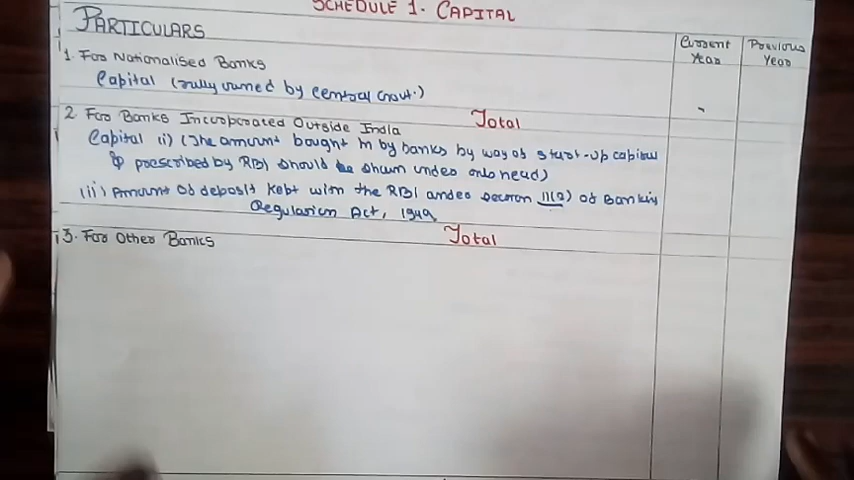 SCHEDULE 1. CAPITAL
PARTICULARS
Current Year
Previous Year
1. For Nationalised Banks
Capital (Fully owned by Central Govt.)
Total
2 For Banks Incorporated Outside India
Capital (i) (The amount bought in by banks by way of start-up capital
& prescribed by RBI should be shown under this head)
(ii) Amount of deposit kept with the RBI under section 11(2) of Banking
Regulation Act, 1949
Total
3. For Other Banks